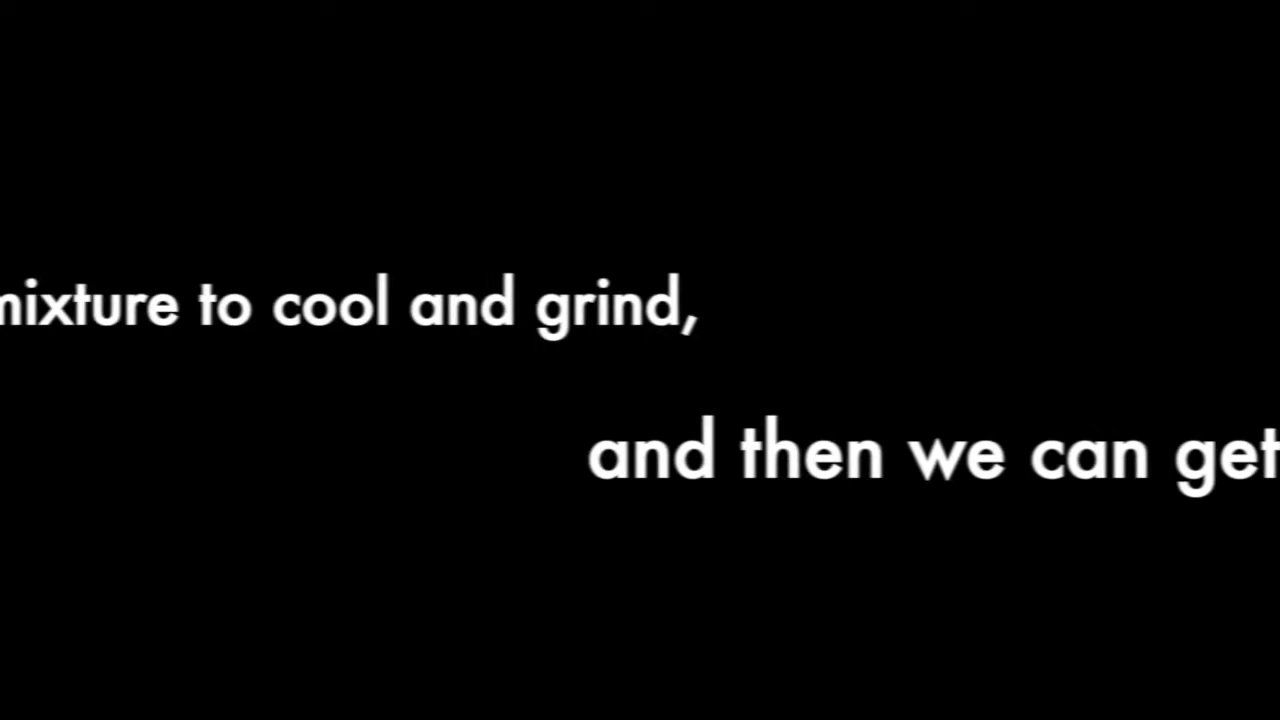 mixture to cool and grind,
and then we can get